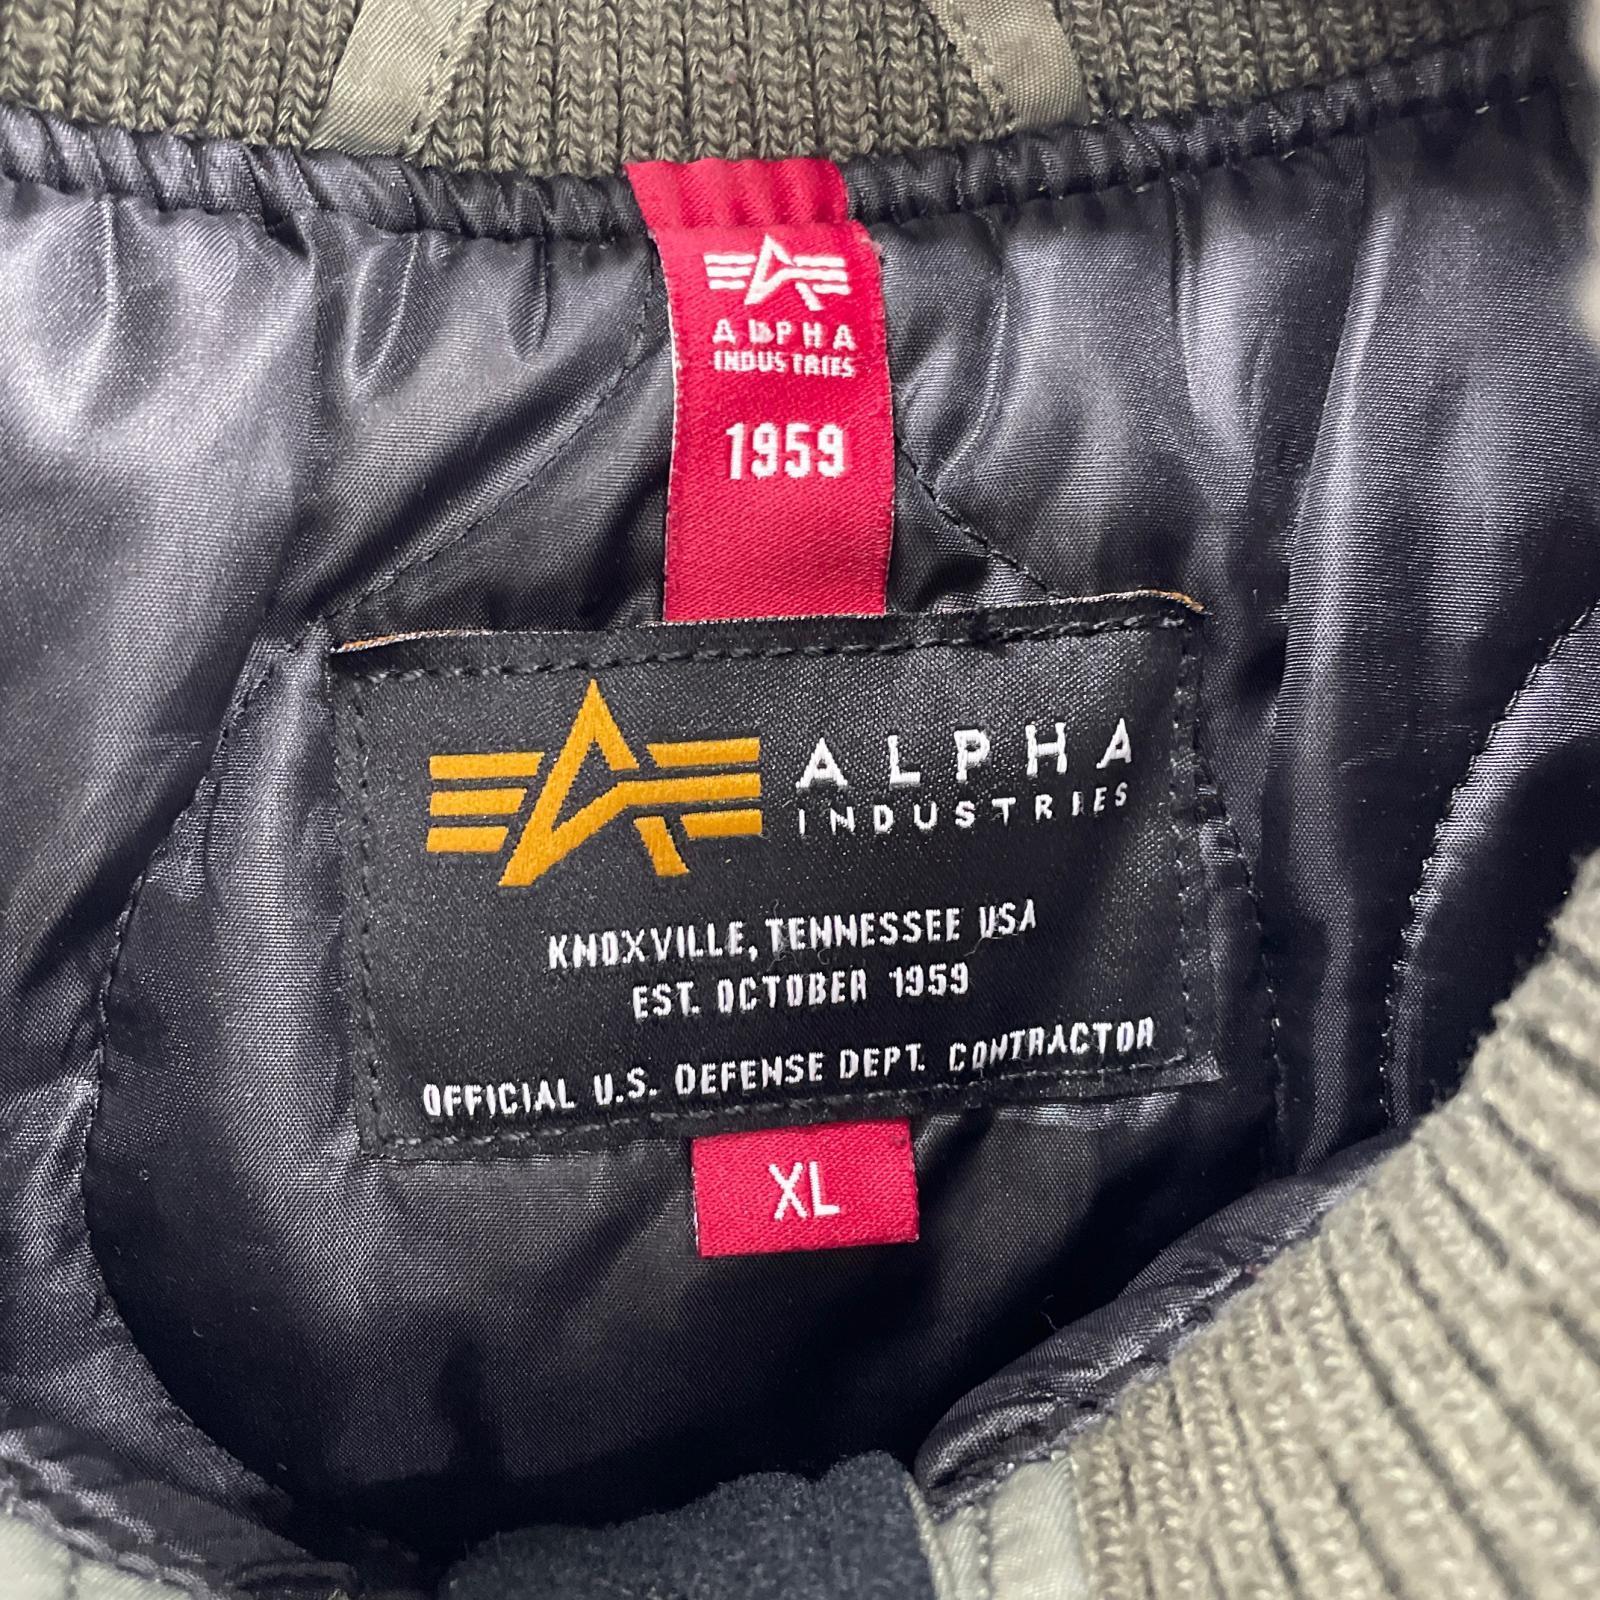 ALPHA
INDUSTRIES
1959
ALPHA
INDUSTRIES
KNOXVILLE, TENNESSEE USA
EST. OCTOBER 1959
OFFICIAL U.S. DEFENSE DEPT. CONTRACTOR
XL